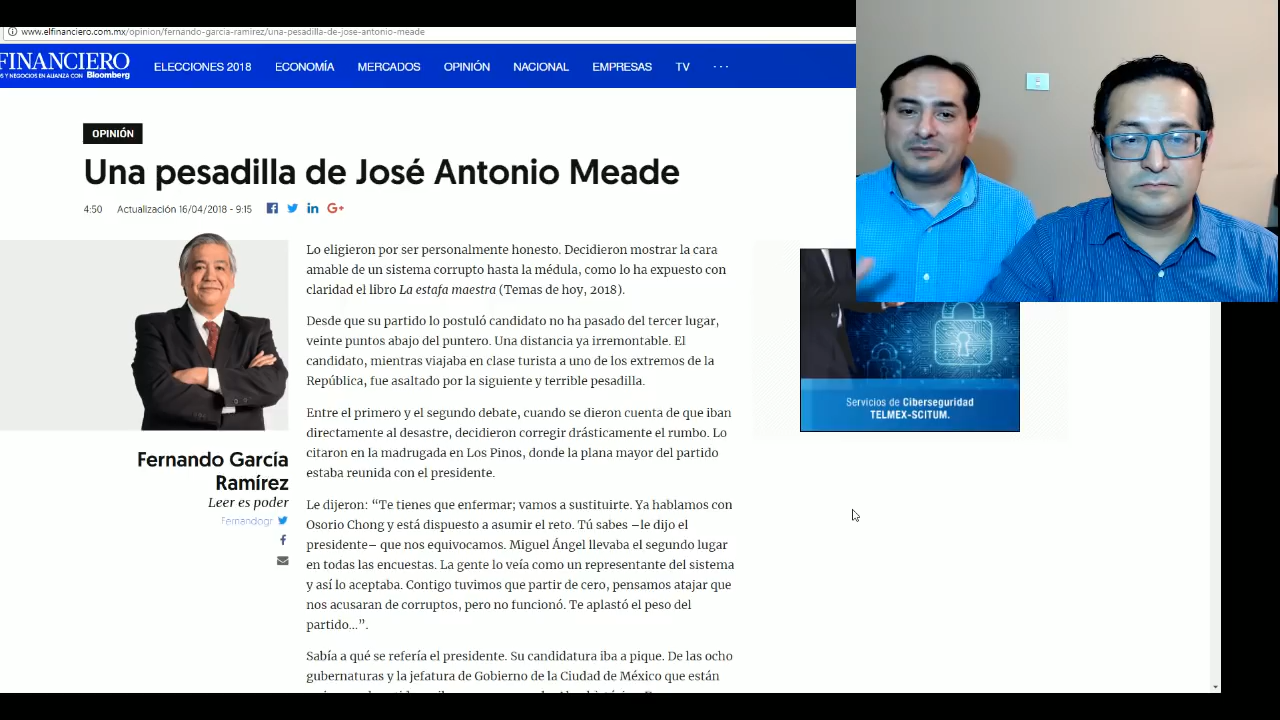 www.elfinanciero.com.mx/opinion/fernando-garcia-ramirez/una-pesadilla-de-jose-antonio-meade
FINANCIERO
Y NEGOCIOS EN ALIANZA CON Bloomberg
ELECCIONES 2018 ECONOMÍA MERCADOS OPINIÓN NACIONAL EMPRESAS TV ...
OPINIÓN
Una pesadilla de José Antonio Meade
4:50 Actualización 16/04/2018 - 9:15
Lo eligieron por ser personalmente honesto. Decidieron mostrar la cara
amable de un sistema corrupto hasta la médula, como lo ha expuesto con
claridad el libro La estafa maestra (Temas de hoy, 2018).
Desde que su partido lo postuló candidato no ha pasado del tercer lugar,
veinte puntos abajo del puntero. Una distancia ya irremontable. El
candidato, mientras viajaba en clase turista a uno de los extremos de la
República, fue asaltado por la siguiente y terrible pesadilla.
Entre el primero y el segundo debate, cuando se dieron cuenta de que iban
directamente al desastre, decidieron corregir drásticamente el rumbo. Lo
citaron en la madrugada en Los Pinos, donde la plana mayor del partido
estaba reunida con el presidente.
Le dijeron: “Te tienes que enfermar; vamos a sustituirte. Ya hablamos con
Osorio Chong y está dispuesto a asumir el reto. Tú sabes –le dijo el
presidente– que nos equivocamos. Miguel Ángel llevaba el segundo lugar
en todas las encuestas. La gente lo veía como un representante del sistema
y así lo aceptaba. Contigo tuvimos que partir de cero, pensamos atajar que
nos acusaran de corruptos, pero no funcionó. Te aplastó el peso del
partido...”.
Sabía a qué se refería el presidente. Su candidatura iba a pique. De las ocho
gubernaturas y la jefatura de Gobierno de la Ciudad de México que están
Fernando García
Ramírez
Leer es poder
Fernandogr
Servicios de Ciberseguridad
TELMEX-SCITUM.